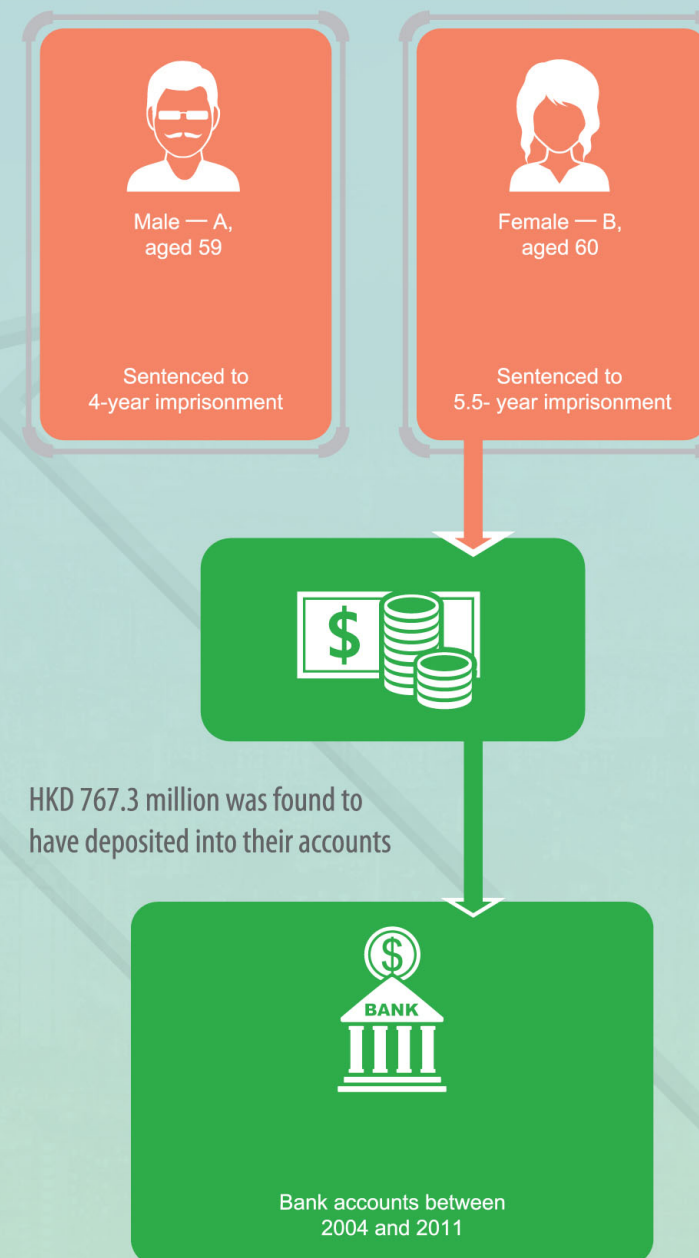 Male — A,
aged 59
Sentenced to
4-year imprisonment
Female — B,
aged 60
Sentenced to
5.5- year imprisonment
$
HKD 767.3 million was found to
have deposited into their accounts
$
BANK
Bank accounts between
2004 and 2011